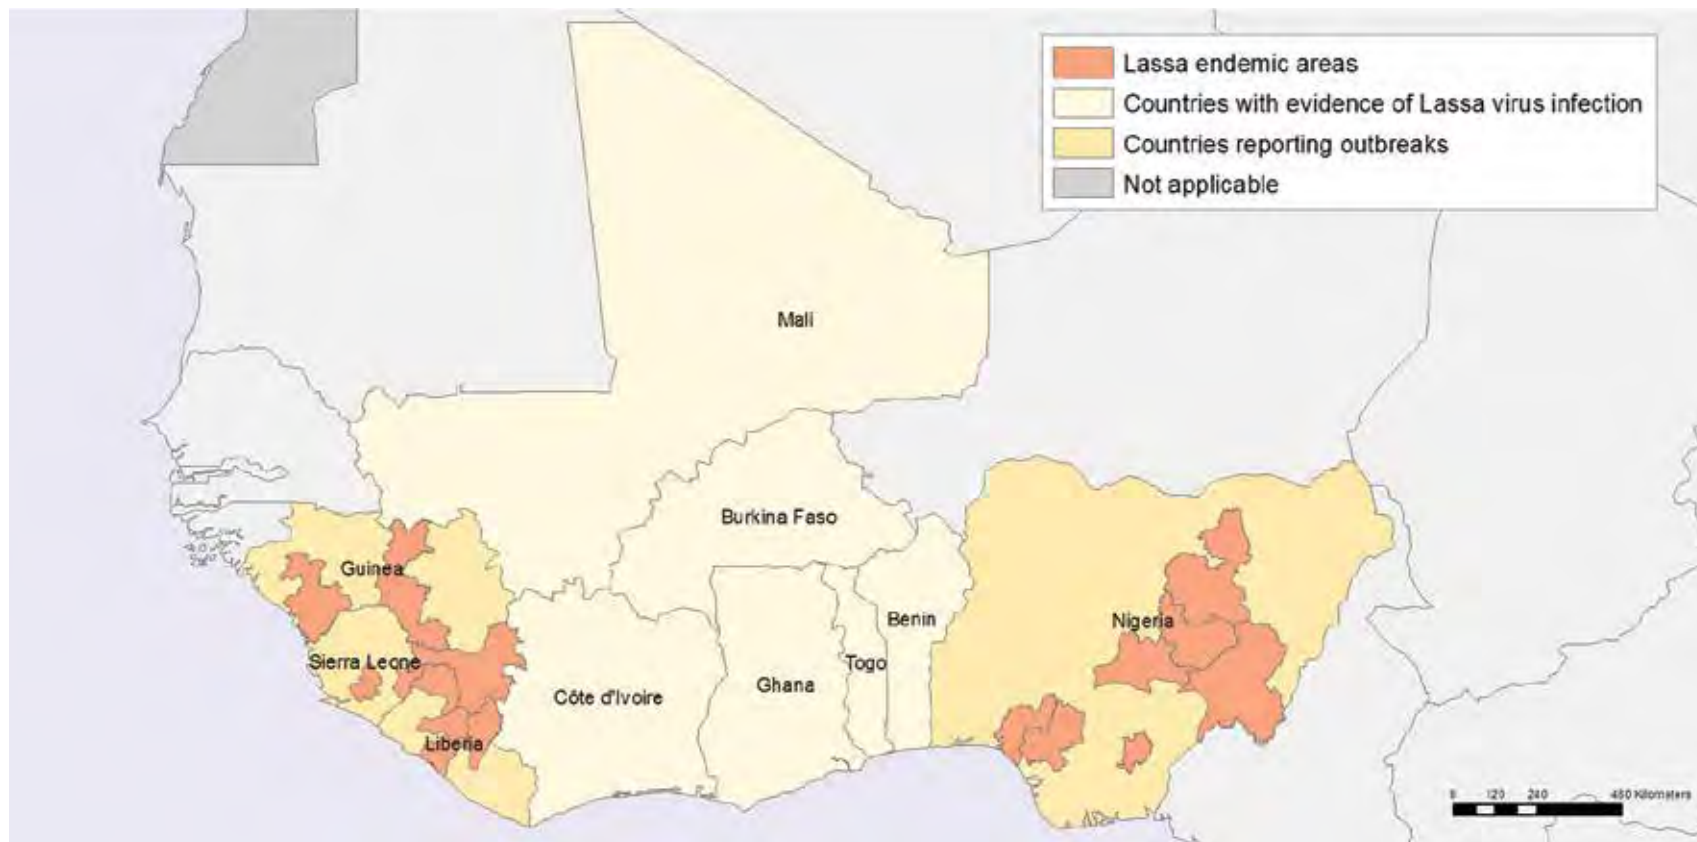 Lassa endemic areas
Countries with evidence of Lassa virus infection
Countries reporting outbreaks
Not applicable
Mali
Burkina Faso
Guinea
Benin
Nigeria
Sierra Leone
Togo
Ghana
Côte d'Ivoire
Liberia
0 120 240 480 Kilometers